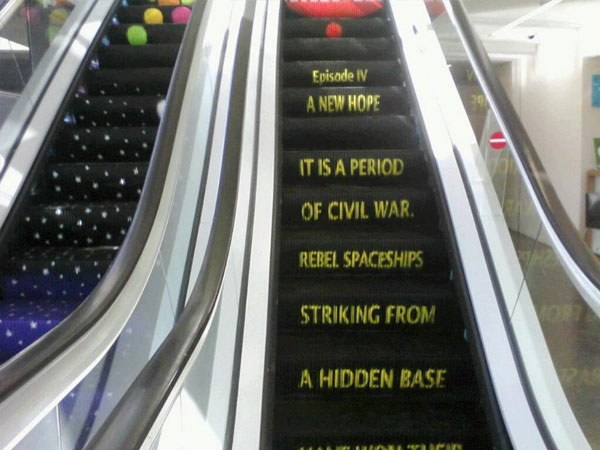 Episode IV
A NEW HOPE
IT IS A PERIOD
OF CIVIL WAR.
REBEL SPACESHIPS
STRIKING FROM
A HIDDEN BASE